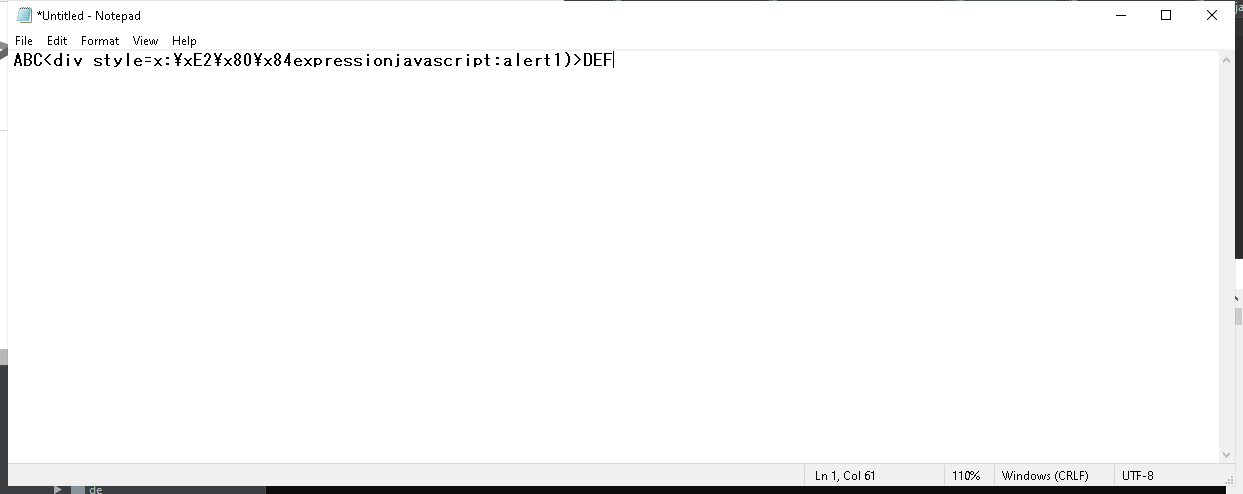 *Untitled - Notepad
File Edit Format View Help
ABC<div style=x:¥xE2¥x80¥x84expressionjavascript:alert1)>DEF
Ln 1, Col 61
110%
Windows (CRLF)
UTF-8
de